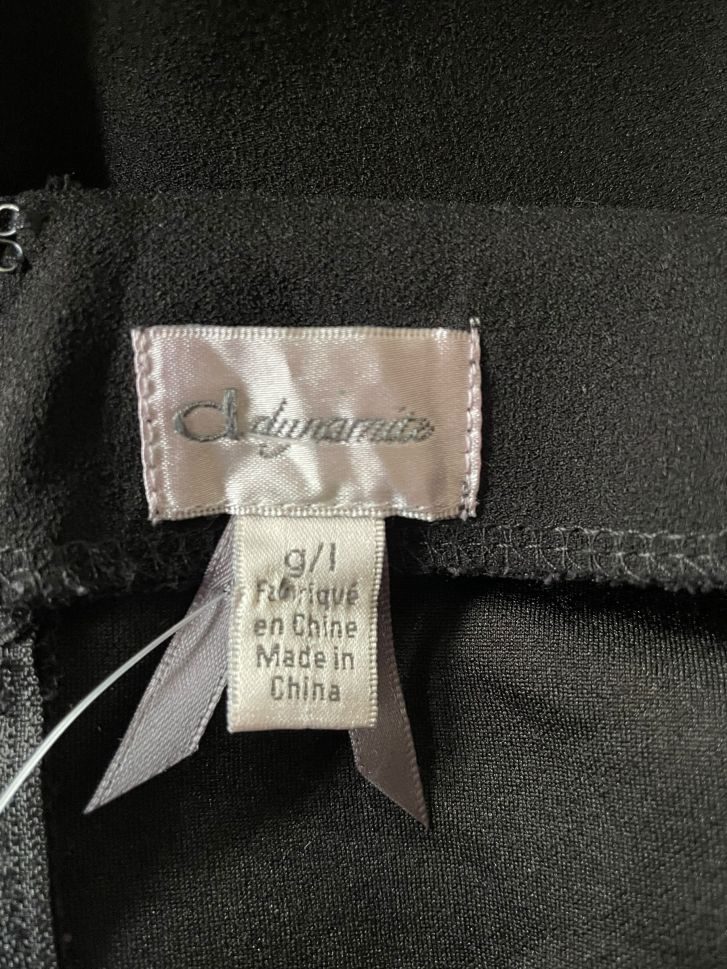 d dynamite
g/l
Fabriqué
en Chine
Made in
China